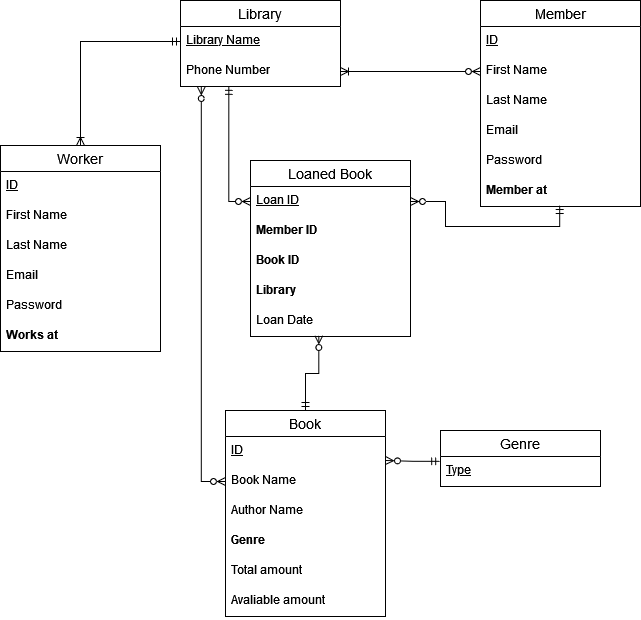 Library
Library Name
Phone Number
Member
ID
First Name
Last Name
Email
Password
Member at
Worker
ID
First Name
Last Name
Email
Password
Works at
Loaned Book
Loan ID
Member ID
Book ID
Library
Loan Date
Book
ID
Book Name
Author Name
Genre
Total amount
Avaliable amount
Genre
Type